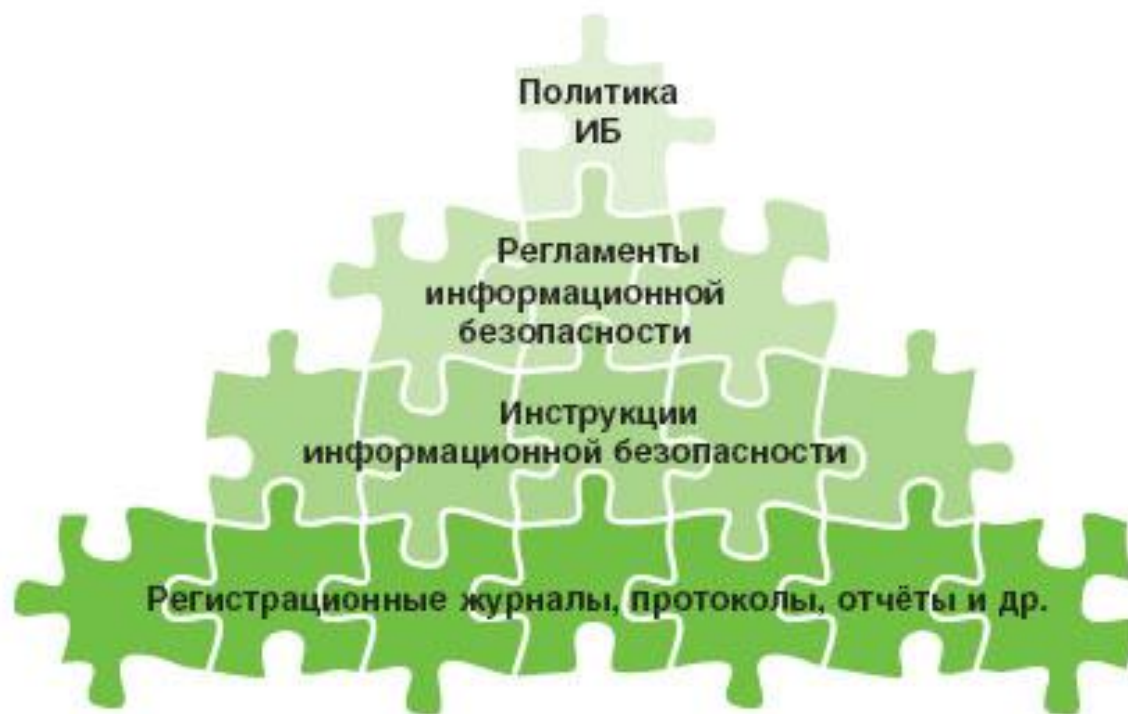 Политика
ИБ
Регламенты
информационной
безопасности
Инструкции
информационной безопасности
Регистрационные журналы, протоколы, отчёты и др.